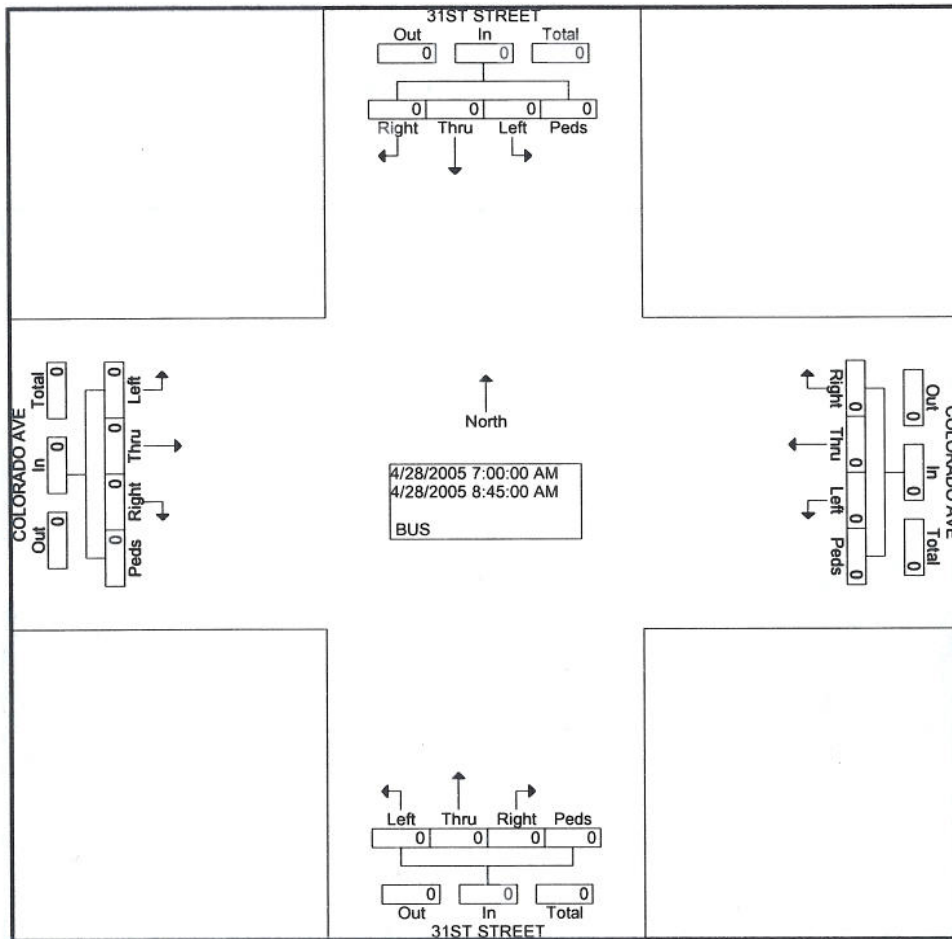 31ST STREET
Out In Total
0 0 0
0 0 0 0
Right Thru Left Peds
COLORADO AVE
Total In Out
0 0 0
0 0 0 0
Left Thru Right Peds
North
4/28/2005 7:00:00 AM
4/28/2005 8:45:00 AM
BUS
Right Thru Left Peds
0 0 0 0
0 0 0
Out In Total
COLORADO AVE
Left Thru Right Peds
0 0 0 0
0 0 0
Out In Total
31ST STREET